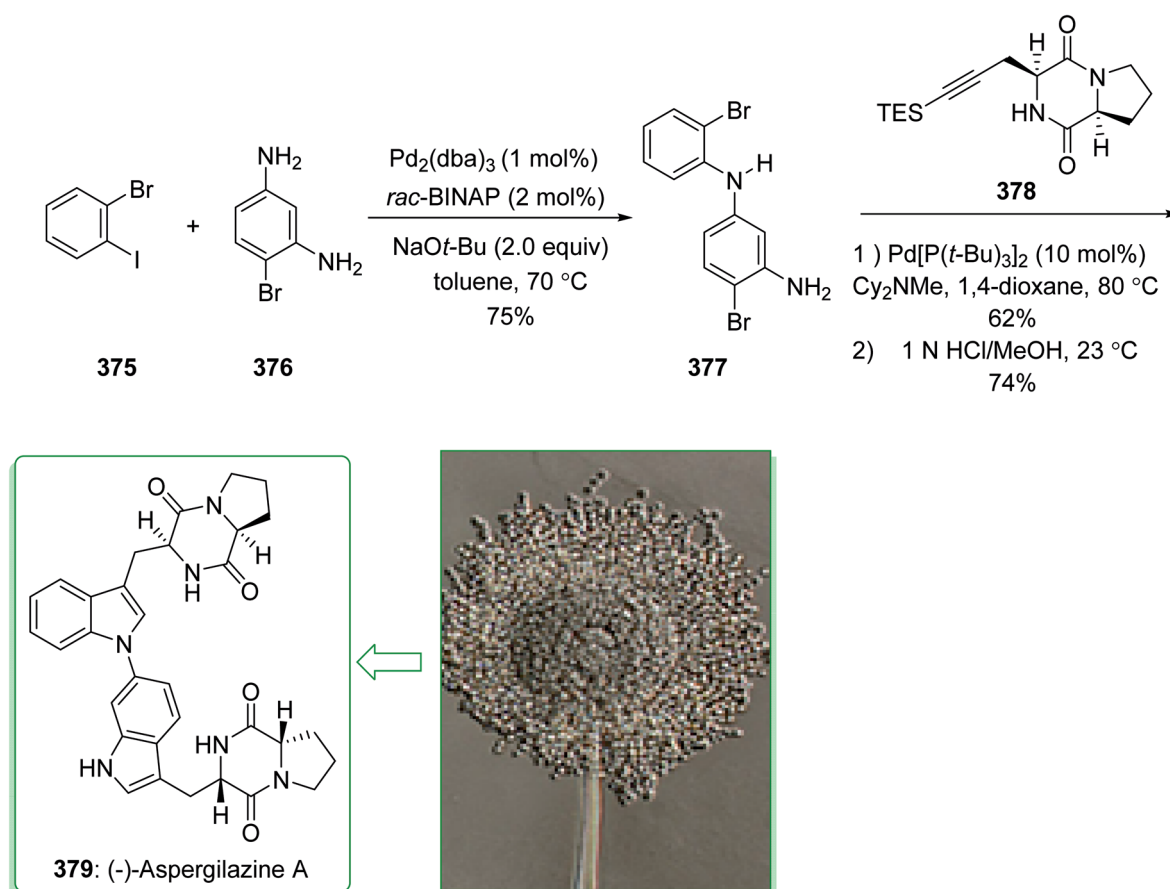 Br
I
375
+
NH₂
NH₂
Br
376
Pd₂(dba)₃ (1 mol%)
rac-BINAP (2 mol%)
NaOt-Bu (2.0 equiv)
toluene, 70 °C
75%
Br
N
H
NH₂
Br
377
TES
H
O
N
HN
O
H
378
1 ) Pd[P(t-Bu)₃]₂ (10 mol%)
Cy₂NMe, 1,4-dioxane, 80 °C
62%
2) 1 N HCl/MeOH, 23 °C
74%
O
N
H
H
N
H
O
N
O
H
HN
N
HN
H
O
379: (-)-Aspergilazine A